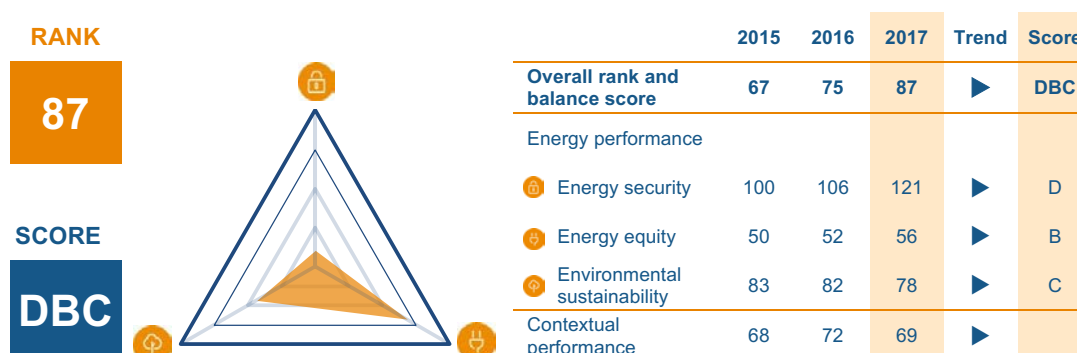 RANK
87
SCORE
DBC
2015 2016 2017 Trend Score
Overall rank and
balance score 67 75 87 DBC
Energy performance
Energy security 100 106 121 D
Energy equity 50 52 56 B
Environmental
sustainability 83 82 78 C
Contextual
performance 68 72 69